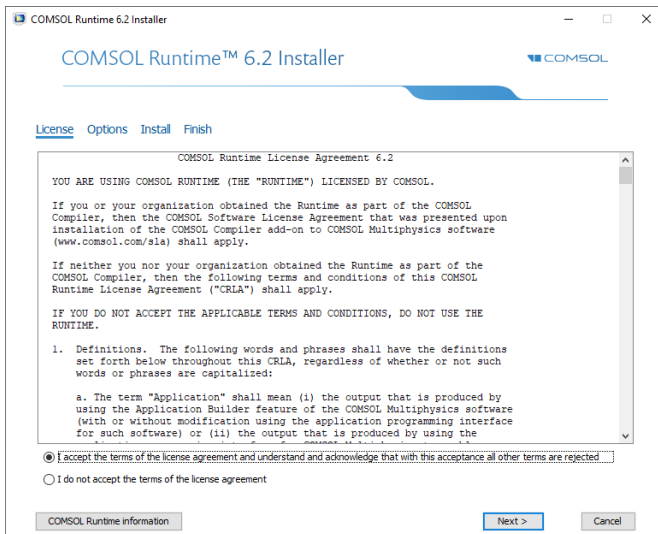 COMSOL Runtime 6.2 Installer
COMSOL Runtime™ 6.2 Installer
COMSOL
License Options Install Finish
COMSOL Runtime License Agreement 6.2
YOU ARE USING COMSOL RUNTIME (THE "RUNTIME") LICENSED BY COMSOL.
If you or your organization obtained the Runtime as part of the COMSOL
Compiler, then the COMSOL Software License Agreement that was presented upon
installation of the COMSOL Compiler add-on to COMSOL Multiphysics software
(www.comsol.com/sla) shall apply.
If neither you nor your organization obtained the Runtime as part of the
COMSOL Compiler, then the following terms and conditions of this COMSOL
Runtime License Agreement ("CRLA") shall apply.
IF YOU DO NOT ACCEPT THE APPLICABLE TERMS AND CONDITIONS, DO NOT USE THE
RUNTIME.
1. Definitions. The following words and phrases shall have the definitions
set forth below throughout this CRLA, regardless of whether or not such
words or phrases are capitalized:
a. The term "Application" shall mean (i) the output that is produced by
using the Application Builder feature of the COMSOL Multiphysics software
(with or without modification using the application programming interface
for such software) or (ii) the output that is produced by using the
I accept the terms of the license agreement and understand and acknowledge that with this acceptance all other terms are rejected
I do not accept the terms of the license agreement
COMSOL Runtime information
Next >
Cancel